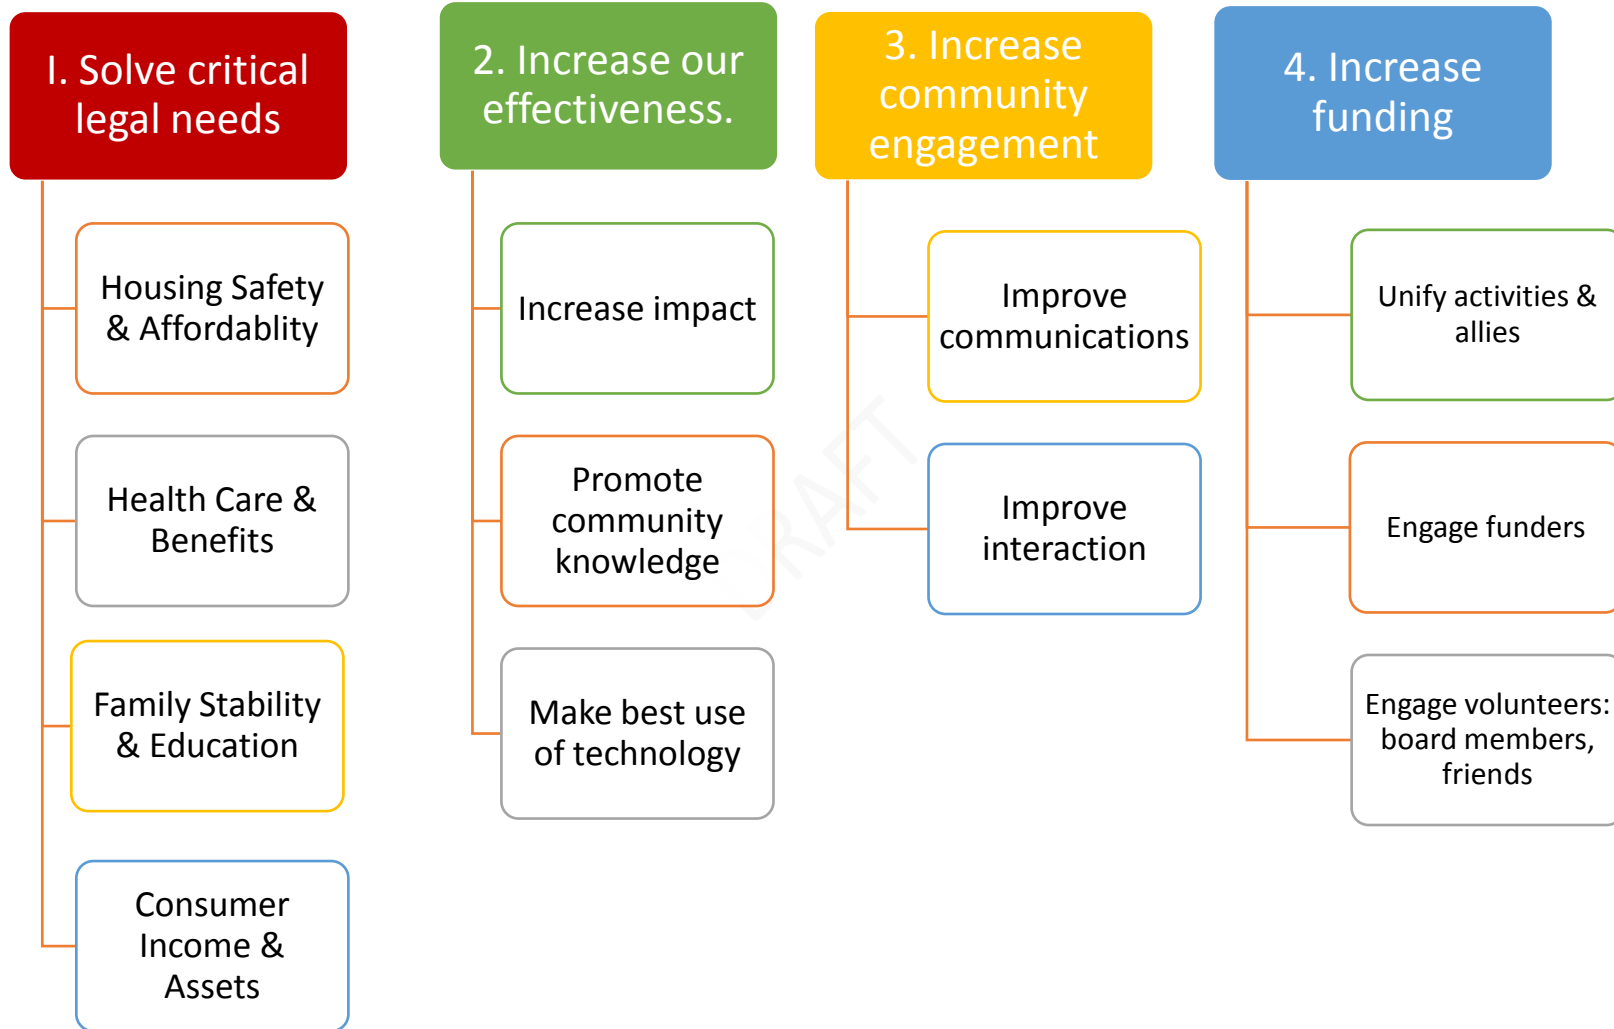 I. Solve critical
legal needs
Housing Safety
& Affordablity
Health Care &
Benefits
Family Stability
& Education
Consumer
Income &
Assets
2. Increase our
effectiveness.
Increase impact
Promote
community
knowledge
Make best use
of technology
3. Increase
community
engagement
Improve
communications
Improve
interaction
4. Increase
funding
Unify activities &
allies
Engage funders
Engage volunteers:
board members,
friends
DRAFT